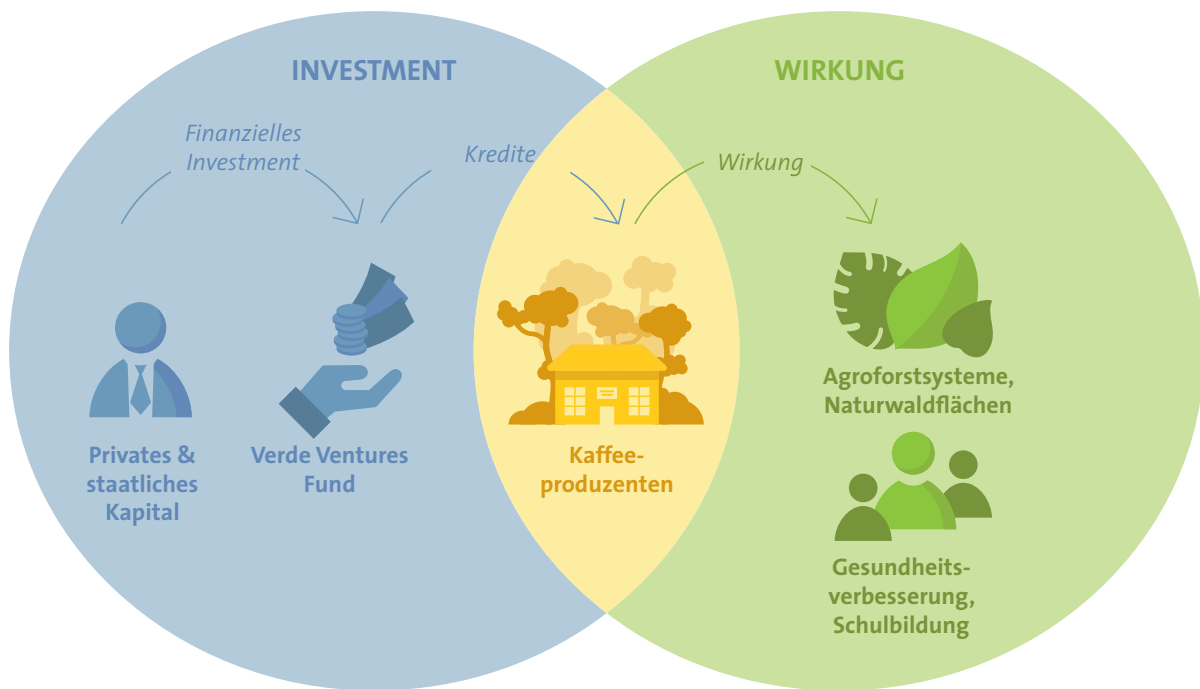 INVESTMENT
WIRKUNG
Finanzielles
Investment
Kredite
Wirkung
Privates &
staatliches
Kapital
Verde Ventures
Fund
Kaffee-
produzenten
Agroforstsysteme,
Naturwaldflächen
Gesundheits-
verbesserung,
Schulbildung